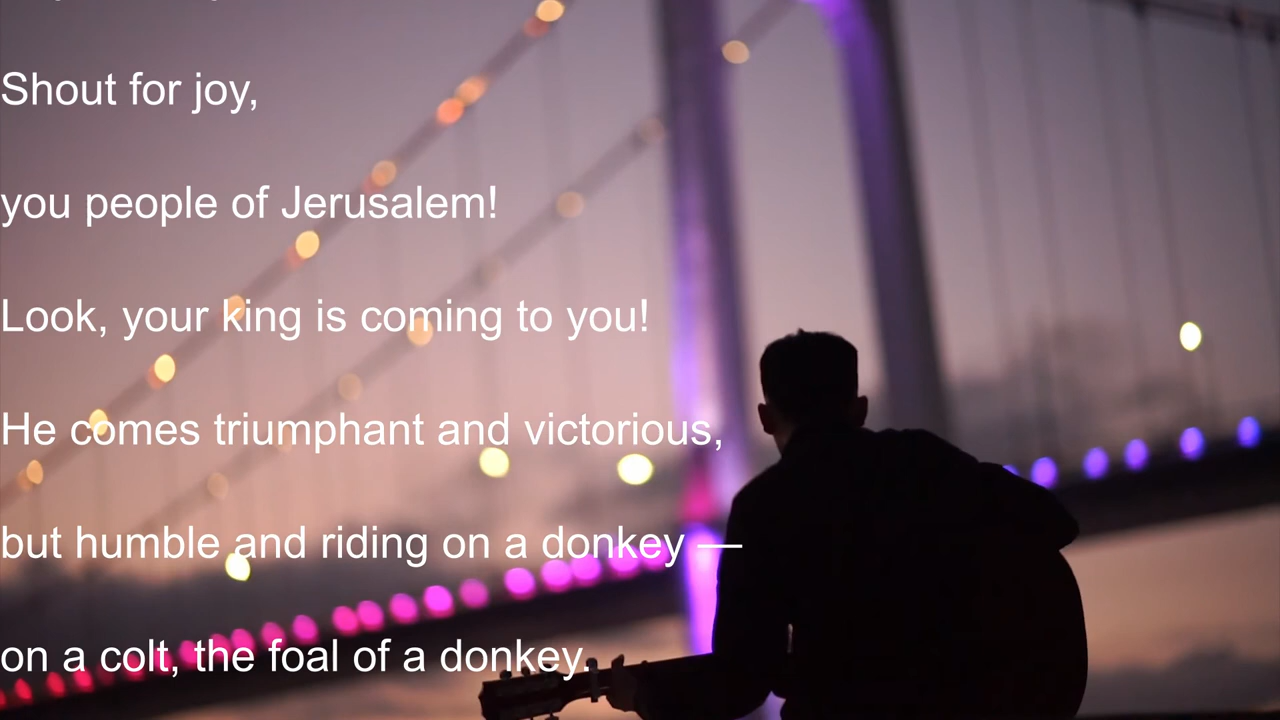 Shout for joy,
you people of Jerusalem!
Look, your king is coming to you!
He comes triumphant and victorious,
but humble and riding on a donkey —
on a colt, the foal of a donkey.